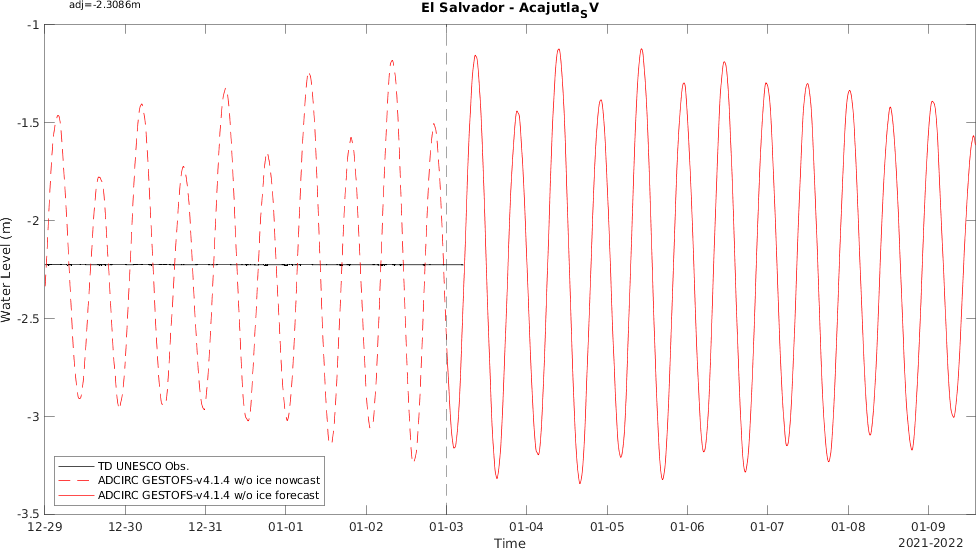 adj=-2.3086m
El Salvador - AcajutlaSV
-1
-1.5
-2
-2.5
-3
-3.5
Water Level (m)
TD UNESCO Obs.
ADCIRC GESTOFS-v4.1.4 w/o ice nowcast
ADCIRC GESTOFS-v4.1.4 w/o ice forecast
12-29 12-30 12-31 01-01 01-02 01-03 01-04 01-05 01-06 01-07 01-08 01-09
Time
2021-2022